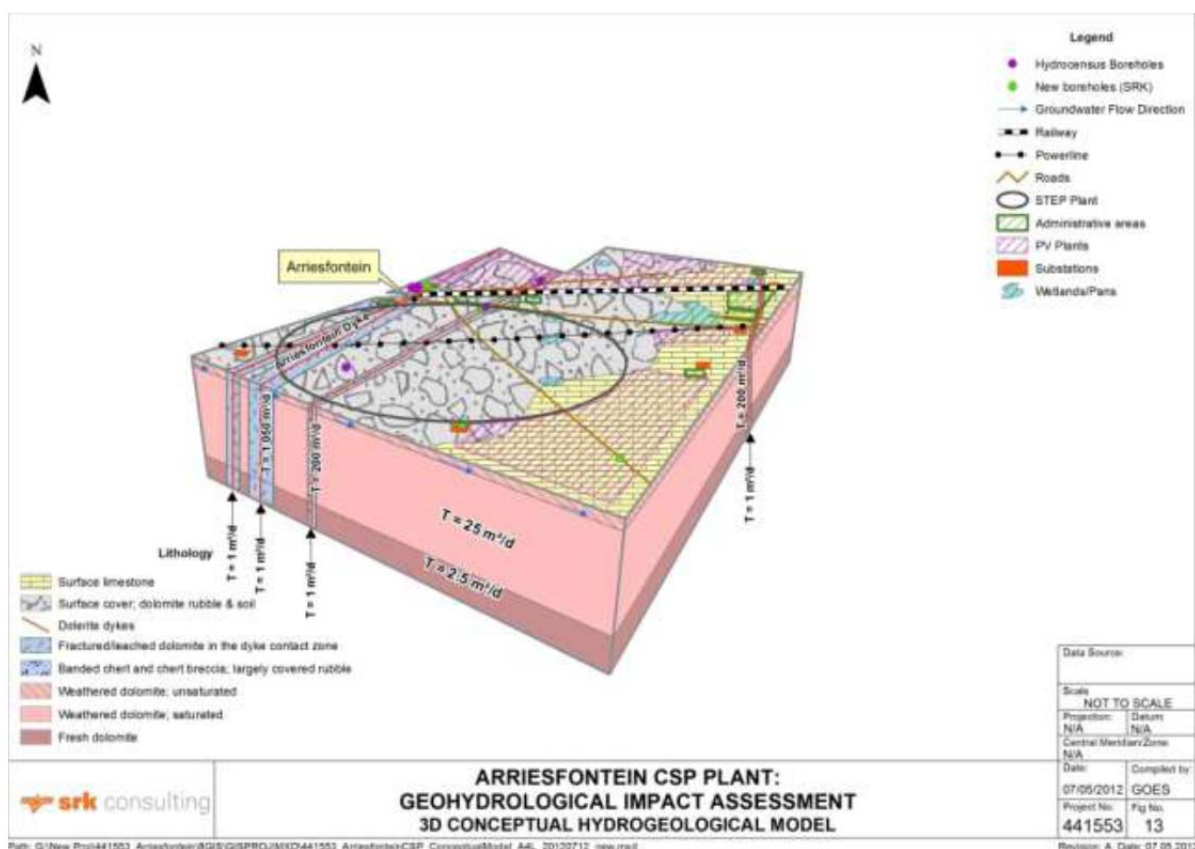 N
Legend
Hydrocensus Boreholes
New boreholes (SRK)
Groundwater Flow Direction
Railway
Powerline
Roads
STEP Plant
Administrative areas
PV Plants
Substations
Wetlands/Pans
Arriesfontein
Arriesfontein Dyke
T = 1 050 m²/d
T = 200 m²/d
T = 200 m²/d
T = 25 m²/d
T = 2.5 m²/d
T = 1 m²/d
T = 1 m²/d
T = 1 m²/d
T = 1 m²/d
Lithology
Surface limestone
Surface cover; dolomite rubble & soil
Dolerite dykes
Fractured/leached dolomite in the dyke contact zone
Banded chert and chert breccia; largely covered rubble
Weathered dolomite; unsaturated
Weathered dolomite; saturated
Fresh dolomite
Data Source:
Scale
NOT TO SCALE
Projection: Datum:
N/A N/A
Central Meridian/Zone:
N/A
Date: Compiled by:
07/05/2012 GOES
Project No. Fig No.
441553 13
srk consulting
ARRIESFONTEIN CSP PLANT:
GEOHYDROLOGICAL IMPACT ASSESSMENT
3D CONCEPTUAL HYDROGEOLOGICAL MODEL
Revision: A Date: 07 05 2012